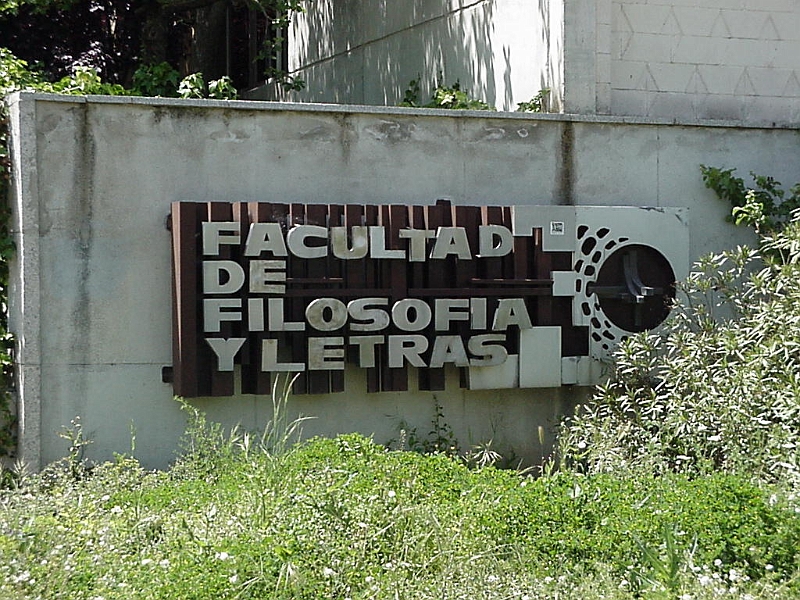 FACULTAD
DE
FILOSOFIA
Y LETRAS